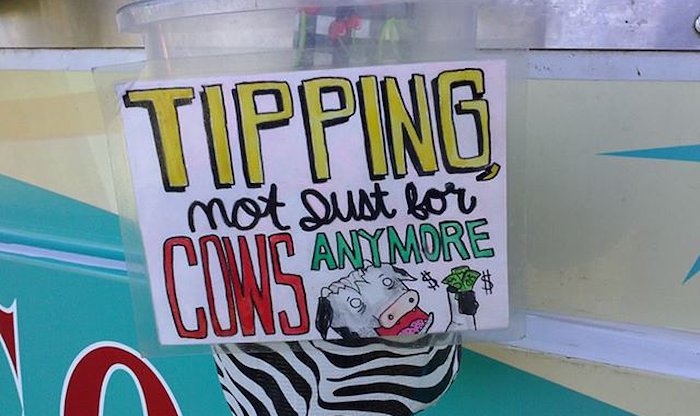 TIPPING,
not Just for
COWS ANYMORE
$ $